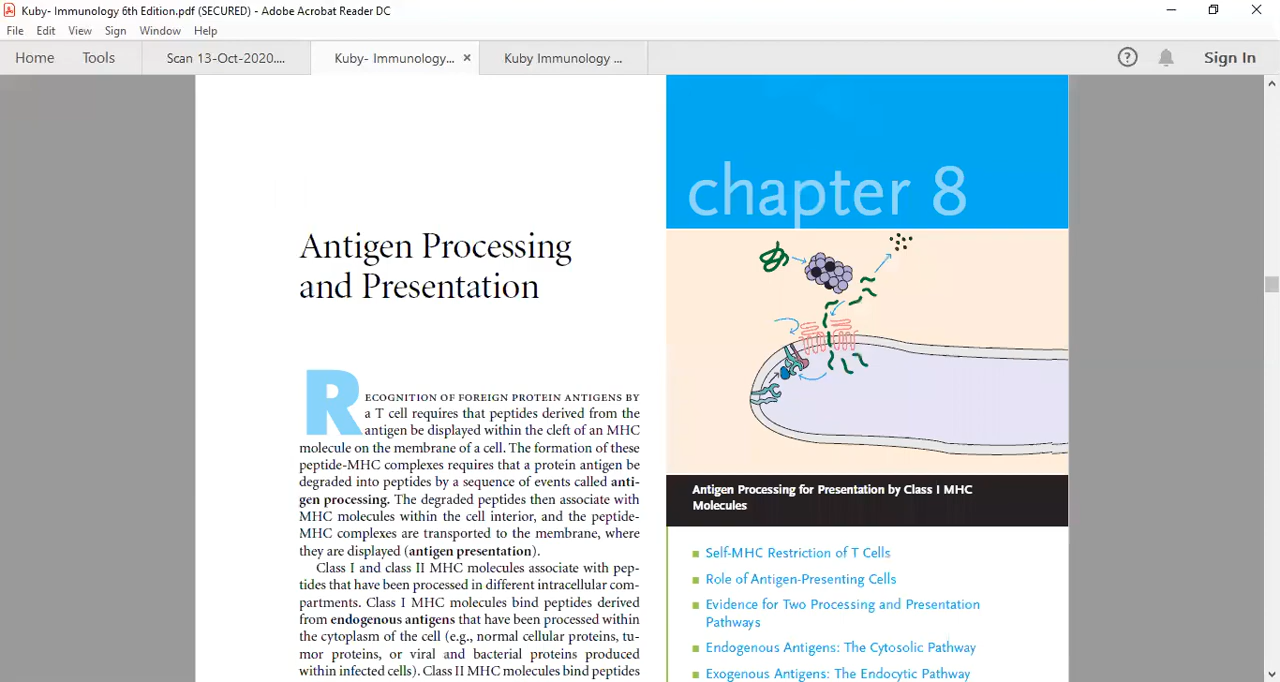 Kuby- Immunology 6th Edition.pdf (SECURED) - Adobe Acrobat Reader DC
File Edit View Sign Window Help
Home Tools Scan 13-Oct-2020.... Kuby- Immunology... × Kuby Immunology ... ? Sign In
chapter 8
Antigen Processing
and Presentation
RECOGNITION OF FOREIGN PROTEIN ANTIGENS BY
a T cell requires that peptides derived from the
antigen be displayed within the cleft of an MHC
molecule on the membrane of a cell. The formation of these
peptide-MHC complexes requires that a protein antigen be
degraded into peptides by a sequence of events called anti-
gen processing. The degraded peptides then associate with
MHC molecules within the cell interior, and the peptide-
MHC complexes are transported to the membrane, where
they are displayed (antigen presentation).
Class I and class II MHC molecules associate with pep-
tides that have been processed in different intracellular com-
partments. Class I MHC molecules bind peptides derived
from endogenous antigens that have been processed within
the cytoplasm of the cell (e.g., normal cellular proteins, tu-
mor proteins, or viral and bacterial proteins produced
within infected cells). Class II MHC molecules bind peptides
Antigen Processing for Presentation by Class I MHC
Molecules
■ Self-MHC Restriction of T Cells
■ Role of Antigen-Presenting Cells
■ Evidence for Two Processing and Presentation
Pathways
■ Endogenous Antigens: The Cytosolic Pathway
■ Exogenous Antigens: The Endocytic Pathway